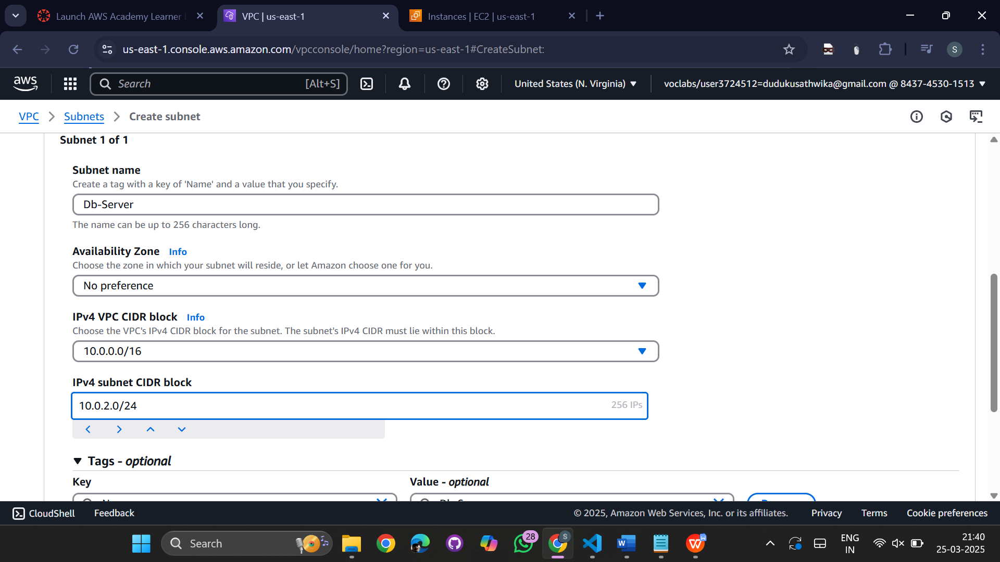 Launch AWS Academy Learner
VPC | us-east-1
Instances | EC2 | us-east-1
us-east-1.console.aws.amazon.com/vpcconsole/home?region=us-east-1#CreateSubnet:
S
aws
Search
[Alt+S]
United States (N. Virginia)
voclabs/user3724512=dudukusathwika@gmail.com @ 8437-4530-1513
VPC
Subnets
Create subnet
Subnet 1 of 1
Subnet name
Create a tag with a key of 'Name' and a value that you specify.
Db-Server
The name can be up to 256 characters long.
Availability Zone Info
Choose the zone in which your subnet will reside, or let Amazon choose one for you.
No preference
IPv4 VPC CIDR block Info
Choose the VPC's IPv4 CIDR block for the subnet. The subnet's IPv4 CIDR must lie within this block.
10.0.0.0/16
IPv4 subnet CIDR block
10.0.2.0/24
256 IPs
Tags - optional
Key
Value - optional
CloudShell
Feedback
© 2025, Amazon Web Services, Inc. or its affiliates.
Privacy
Terms
Cookie preferences
Search
28
S
W
ENG
IN
21:40
25-03-2025